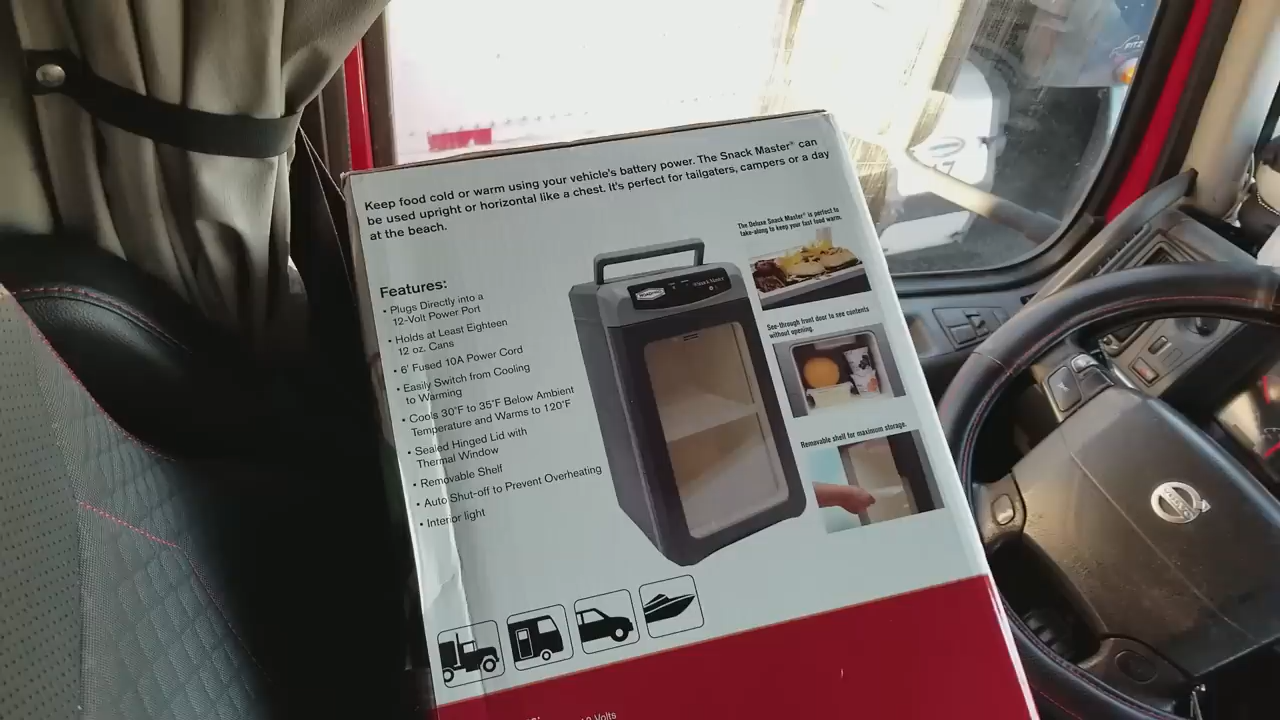 Keep food cold or warm using your vehicle's battery power. The Snack Master® can
be used upright or horizontal like a chest. It's perfect for tailgaters, campers or a day
at the beach.
Features:
• Plugs Directly into a
12-Volt Power Port
• Holds at Least Eighteen
12 oz. Cans
• 6' Fused 10A Power Cord
• Easily Switch from Cooling
to Warming
• Cools 30°F to 35°F Below Ambient
Temperature and Warms to 120°F
• Sealed Hinged Lid with
Thermal Window
• Removable Shelf
• Auto Shut-off to Prevent Overheating
• Interior light
The Deluxe Snack Master® is perfect to
take-along to keep your fast food warm.
See-through front door to see contents
without opening.
Removable shelf for maximum storage.
Volts
VOLVO